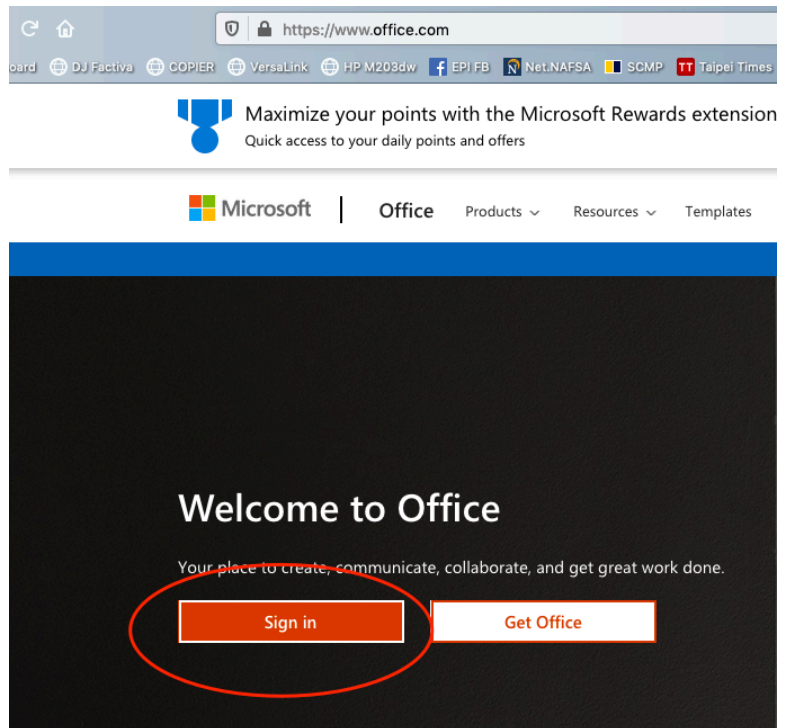 https://www.office.com
oard DJ Factiva COPIER VersaLink HP M203dw EPI FB Net.NAFSA SCMP TT Taipei Times
Maximize your points with the Microsoft Rewards extension
Quick access to your daily points and offers
Microsoft Office Products Resources Templates
Welcome to Office
Your place to create, communicate, collaborate, and get great work done.
Sign in Get Office